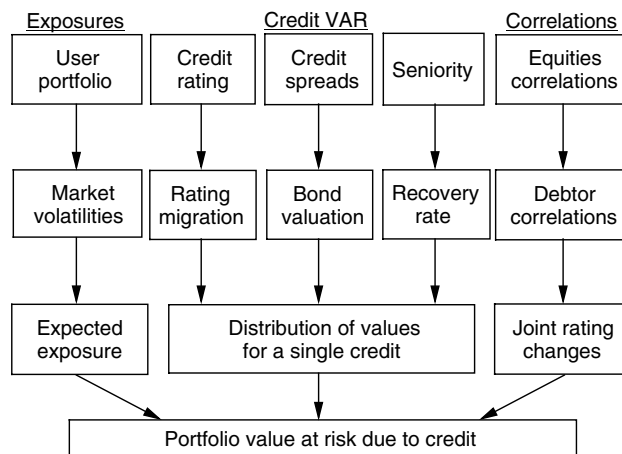 Exposures
Credit VAR
Correlations
User
portfolio
Credit
rating
Credit
spreads
Seniority
Equities
correlations
Market
volatilities
Rating
migration
Bond
valuation
Recovery
rate
Debtor
correlations
Expected
exposure
Distribution of values
for a single credit
Joint rating
changes
Portfolio value at risk due to credit